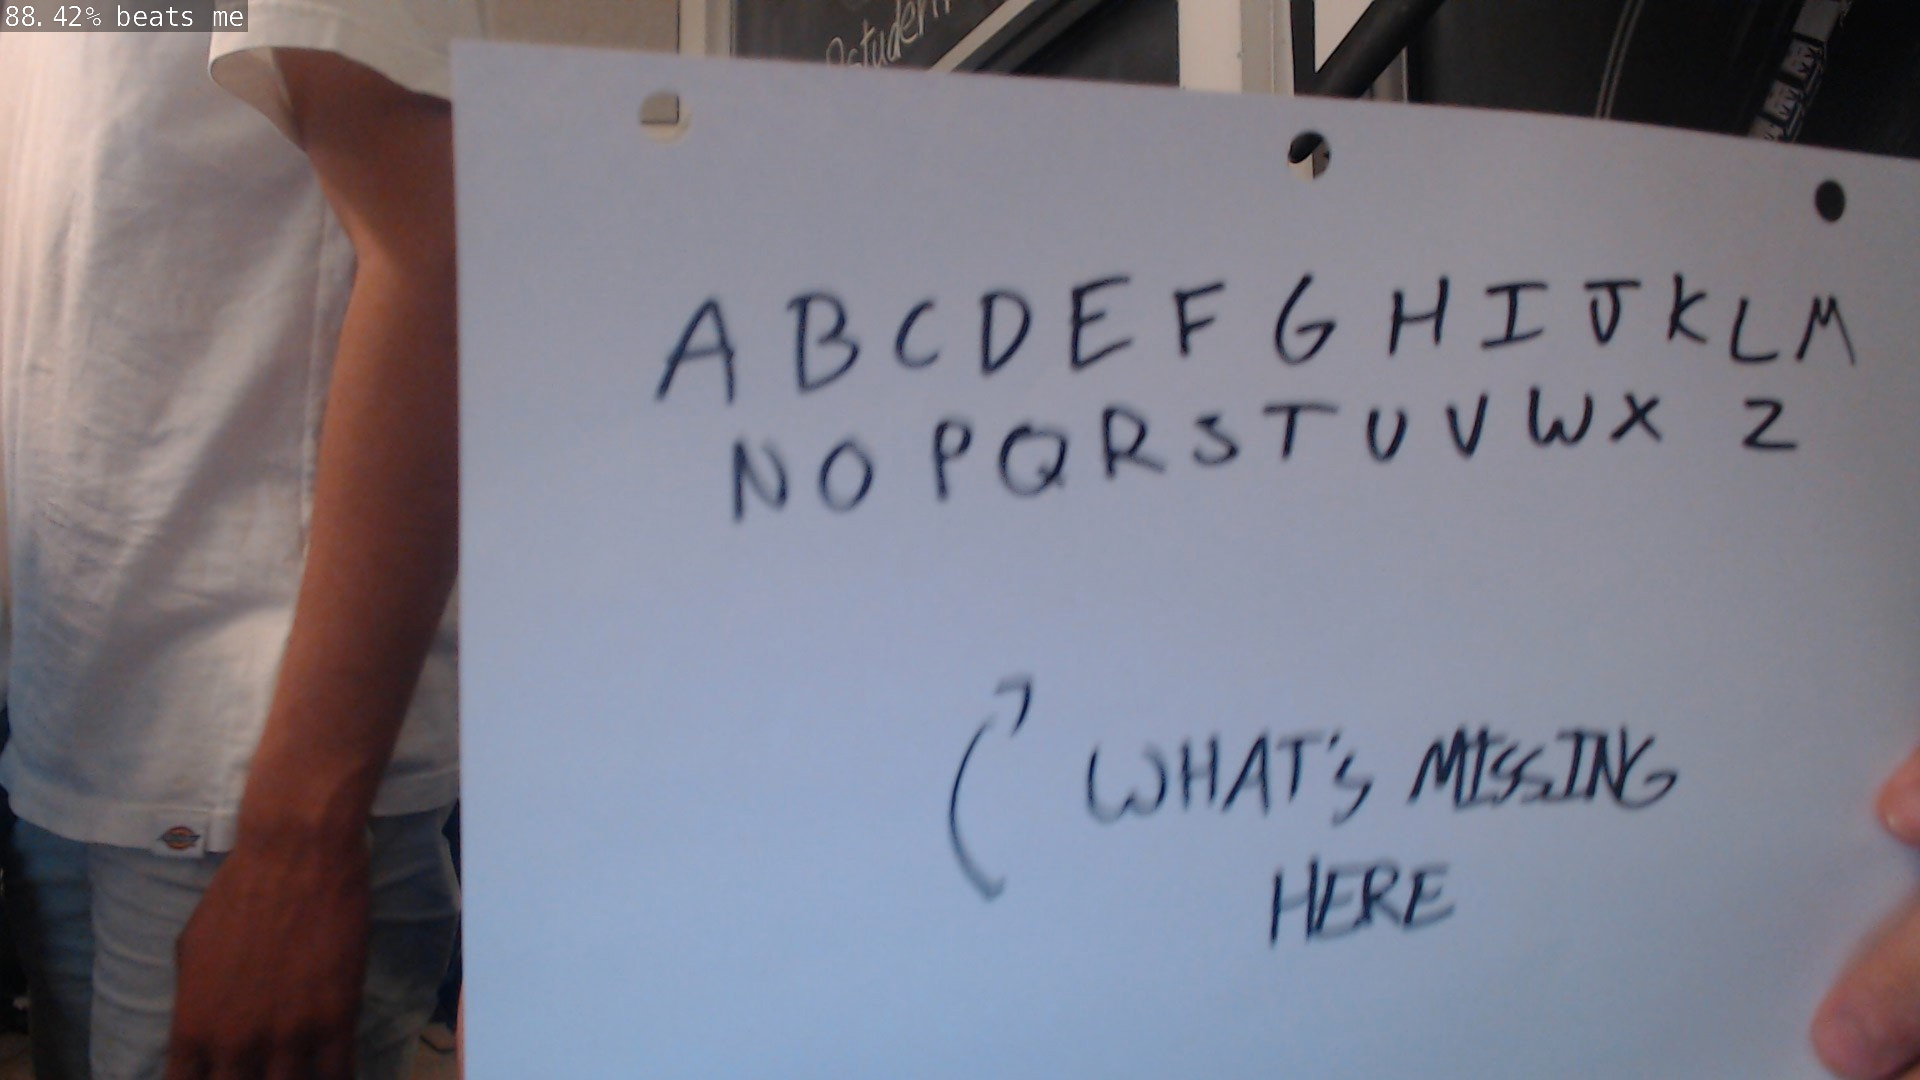 88.42% beats me
student
A B C D E F G H I J K L M
N O P Q R S T U V W X Z
WHAT'S MISSING
HERE